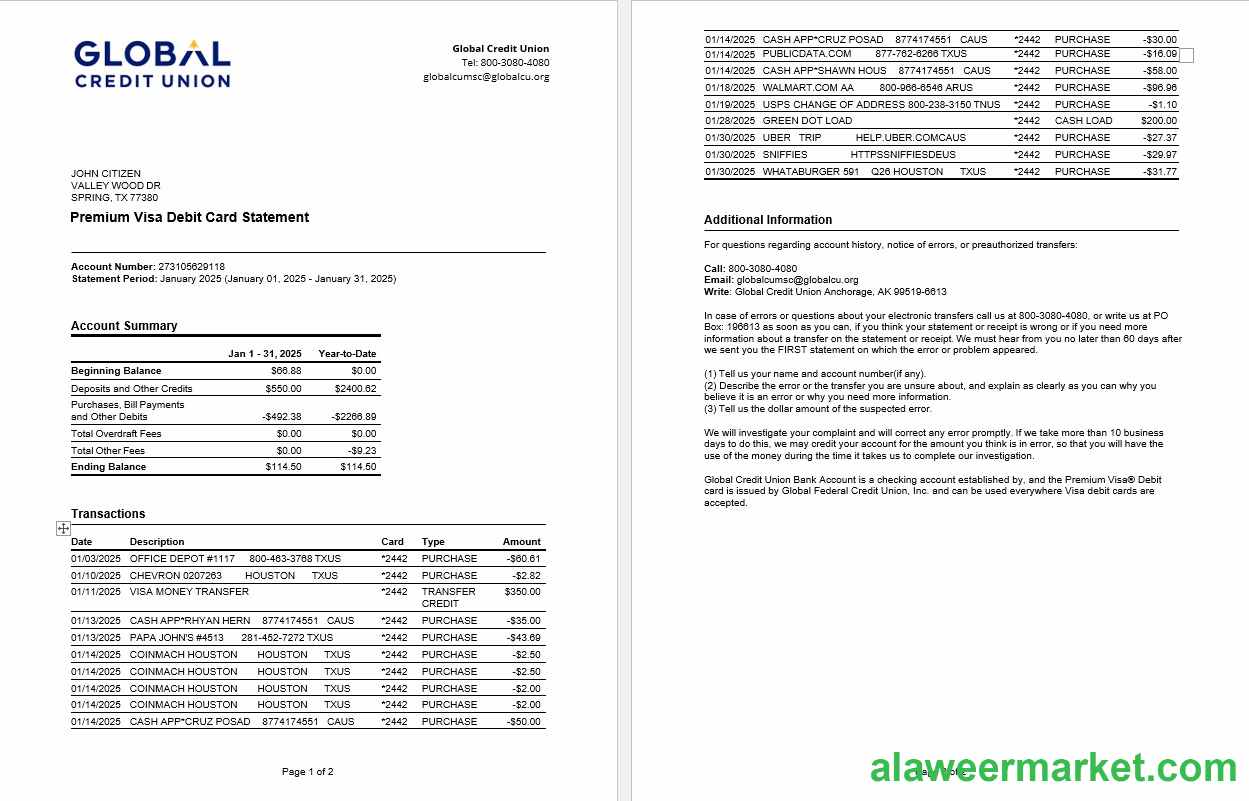 GLOBAL
CREDIT UNION
Global Credit Union
Tel: 800-3080-4080
globalcumsc@globalcu.org
JOHN CITIZEN
VALLEY WOOD DR
SPRING, TX 77380
Premium Visa Debit Card Statement
Account Number: 273105629118
Statement Period: January 2025 (January 01, 2025 - January 31, 2025)
Account Summary
Jan 1 - 31, 2025 Year-to-Date
Beginning Balance $66.88 $0.00
Deposits and Other Credits $550.00 $2400.62
Purchases, Bill Payments
and Other Debits -$492.38 -$2266.89
Total Overdraft Fees $0.00 $0.00
Total Other Fees $0.00 -$9.23
Ending Balance $114.50 $114.50
Transactions
Date Description Card Type Amount
01/03/2025 OFFICE DEPOT #1117 800-463-3768 TXUS *2442 PURCHASE -$60.61
01/10/2025 CHEVRON 0207263 HOUSTON TXUS *2442 PURCHASE -$2.82
01/11/2025 VISA MONEY TRANSFER *2442 TRANSFER $350.00
CREDIT
01/13/2025 CASH APP*RHYAN HERN 8774174551 CAUS *2442 PURCHASE -$35.00
01/13/2025 PAPA JOHN'S #4513 281-452-7272 TXUS *2442 PURCHASE -$43.69
01/14/2025 COINMACH HOUSTON HOUSTON TXUS *2442 PURCHASE -$2.50
01/14/2025 COINMACH HOUSTON HOUSTON TXUS *2442 PURCHASE -$2.50
01/14/2025 COINMACH HOUSTON HOUSTON TXUS *2442 PURCHASE -$2.00
01/14/2025 COINMACH HOUSTON HOUSTON TXUS *2442 PURCHASE -$2.00
01/14/2025 CASH APP*CRUZ POSAD 8774174551 CAUS *2442 PURCHASE -$50.00
Page 1 of 2
01/14/2025 CASH APP*CRUZ POSAD 8774174551 CAUS *2442 PURCHASE -$30.00
01/14/2025 PUBLICDATA.COM 877-762-6266 TXUS *2442 PURCHASE -$16.09
01/14/2025 CASH APP*SHAWN HOUS 8774174551 CAUS *2442 PURCHASE -$58.00
01/18/2025 WALMART.COM AA 800-966-6546 ARUS *2442 PURCHASE -$96.96
01/19/2025 USPS CHANGE OF ADDRESS 800-238-3150 TNUS *2442 PURCHASE -$1.10
01/28/2025 GREEN DOT LOAD *2442 CASH LOAD $200.00
01/30/2025 UBER TRIP HELP.UBER.COMCAUS *2442 PURCHASE -$27.37
01/30/2025 SNIFFIES HTTPSSNIFFIESDEUS *2442 PURCHASE -$29.97
01/30/2025 WHATABURGER 591 Q26 HOUSTON TXUS *2442 PURCHASE -$31.77
Additional Information
For questions regarding account history, notice of errors, or preauthorized transfers:
Call: 800-3080-4080
Email: globalcumsc@globalcu.org
Write: Global Credit Union Anchorage, AK 99519-6613
In case of errors or questions about your electronic transfers call us at 800-3080-4080, or write us at PO
Box: 196613 as soon as you can, if you think your statement or receipt is wrong or if you need more
information about a transfer on the statement or receipt. We must hear from you no later than 60 days after
we sent you the FIRST statement on which the error or problem appeared.
(1) Tell us your name and account number(if any).
(2) Describe the error or the transfer you are unsure about, and explain as clearly as you can why you
believe it is an error or why you need more information.
(3) Tell us the dollar amount of the suspected error.
We will investigate your complaint and will correct any error promptly. If we take more than 10 business
days to do this, we may credit your account for the amount you think is in error, so that you will have the
use of the money during the time it takes us to complete our investigation.
Global Credit Union Bank Account is a checking account established by, and the Premium Visa® Debit
card is issued by Global Federal Credit Union, Inc. and can be used everywhere Visa debit cards are
accepted.
alaweermarket.com